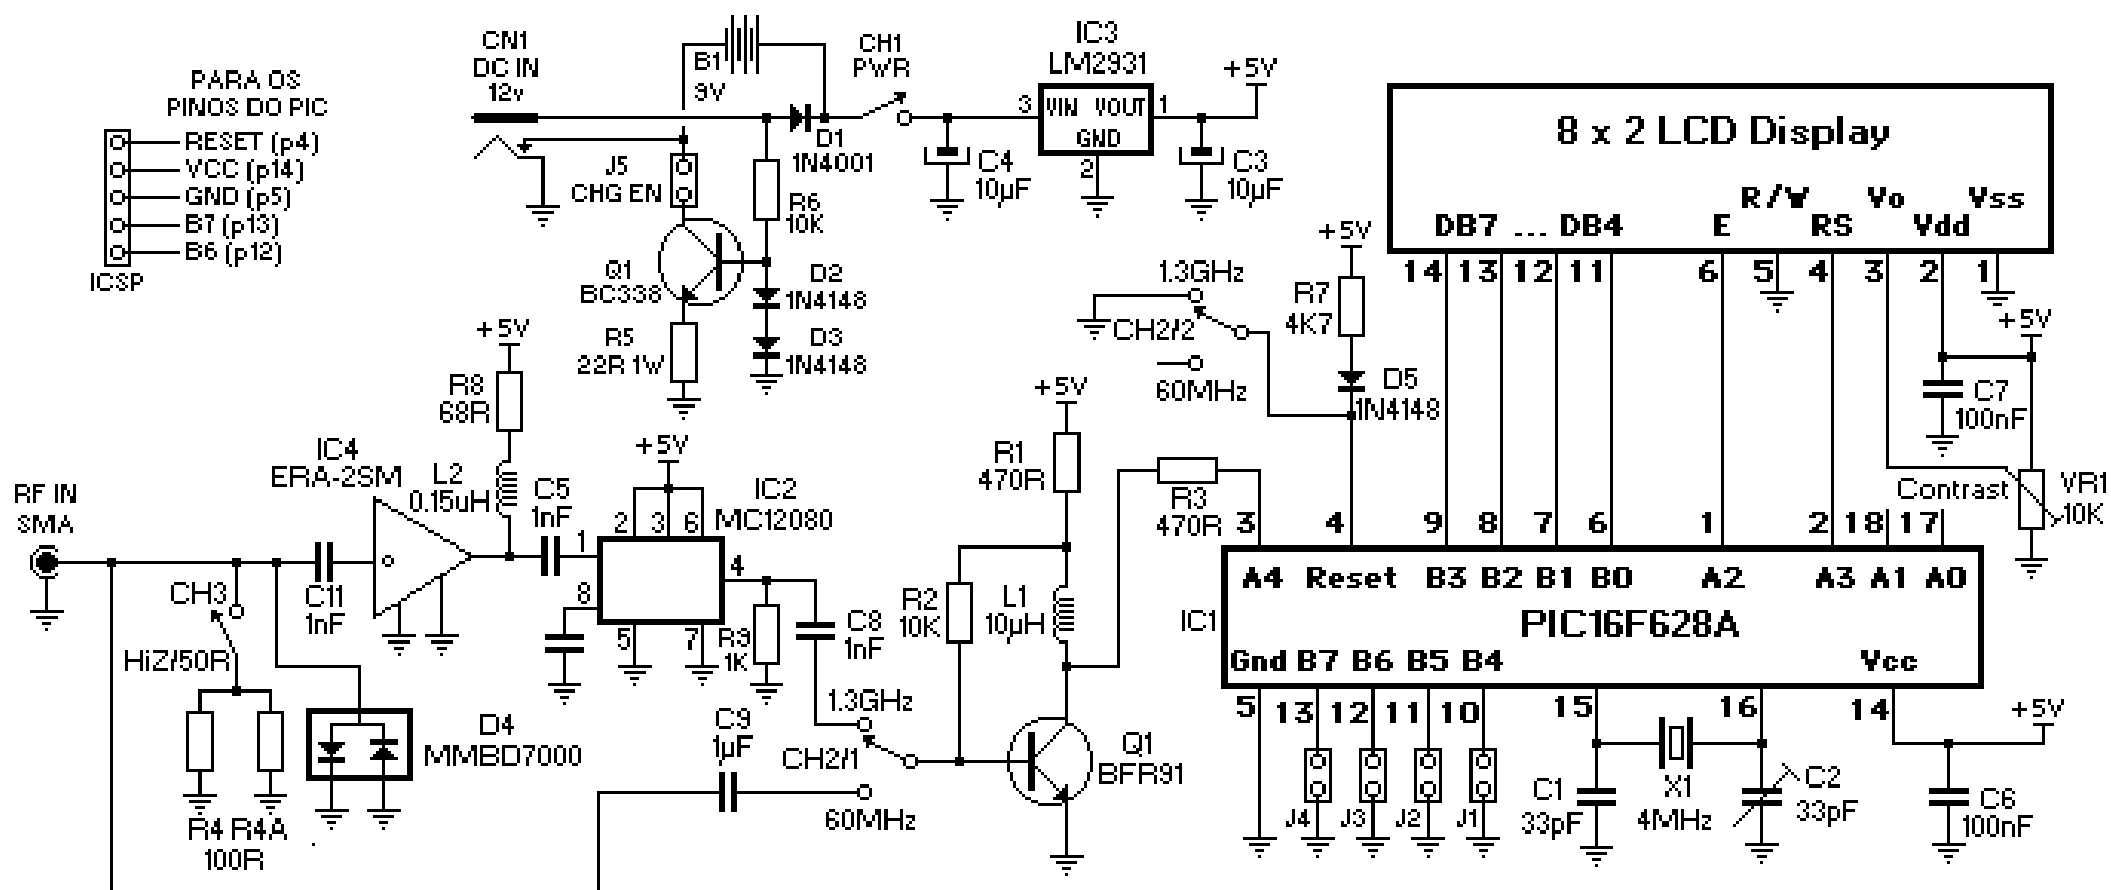 PARA OS
PINOS DO PIC
RESET (p4)
VCC (p14)
GND (p5)
B7 (p13)
B6 (p12)
ICSP
CN1
DC IN
12v
B1
9V
CH1
PWR
D1
1N4001
J5
CHG EN
R6
10K
Q1
BC338
D2
1N4148
D3
1N4148
R5
22R 1W
IC3
LM2931
3 VIN VOUT 1
GND
2
C4
10µF
C3
10µF
+5V
8 x 2 LCD Display
R/W Vo Vss
DB7 ... DB4 E RS Vdd
14 13 12 11 6 5 4 3 2 1
+5V
R7
4K7
D5
1N4148
1.3GHz
CH2/2
60MHz
+5V
C7
100nF
VR1
10K
Contrast
+5V
R8
68R
L2
0.15uH
IC4
ERA-2SM
RF IN
SMA
C11
1nF
CH3
HiZ/50R
R4 R4A
100R
D4
MMBD7000
C5
1nF
+5V
IC2
MC12080
2 3 6
1
8
4
5 7
R9
1K
C8
1nF
1.3GHz
CH2/1
60MHz
C9
1µF
+5V
R1
470R
R2
10K
L1
10µH
R3
470R
Q1
BFR91
3 4 9 8 7 6 1 2 18 17
A4 Reset B3 B2 B1 B0 A2 A3 A1 A0
IC1
PIC16F628A
Gnd B7 B6 B5 B4 Vcc
5 13 12 11 10 15 16 14
J4 J3 J2 J1
C1
33pF
X1
4MHz
C2
33pF
+5V
C6
100nF